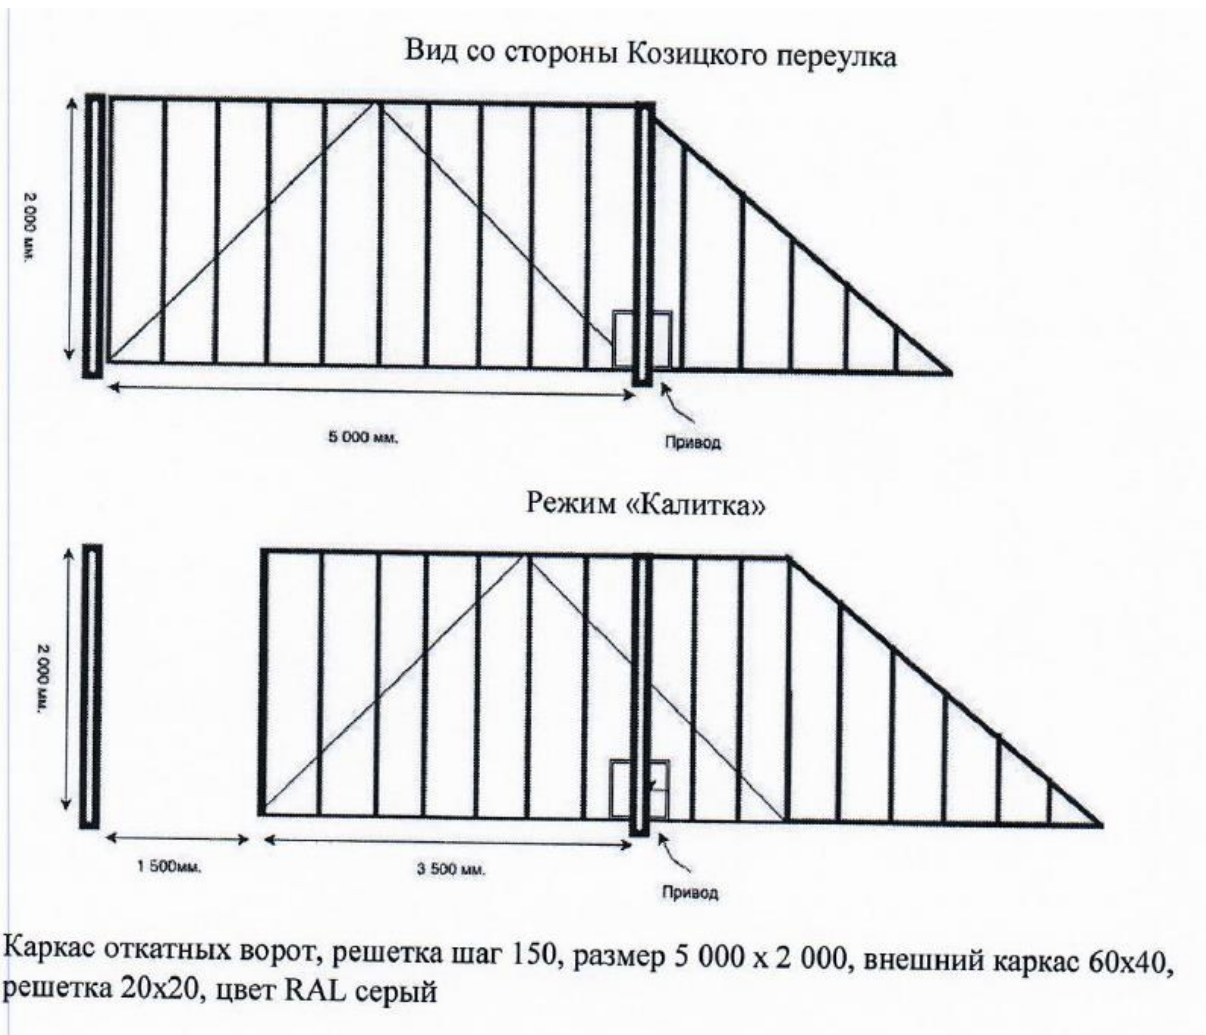 Вид со стороны Козицкого переулка
2 000 мм.
5 000 мм.
Привод
Режим «Калитка»
2 000 мм.
1 500мм.
3 500 мм.
Привод
Каркас откатных ворот, решетка шаг 150, размер 5 000 х 2 000, внешний каркас 60х40,
решетка 20х20, цвет RAL серый